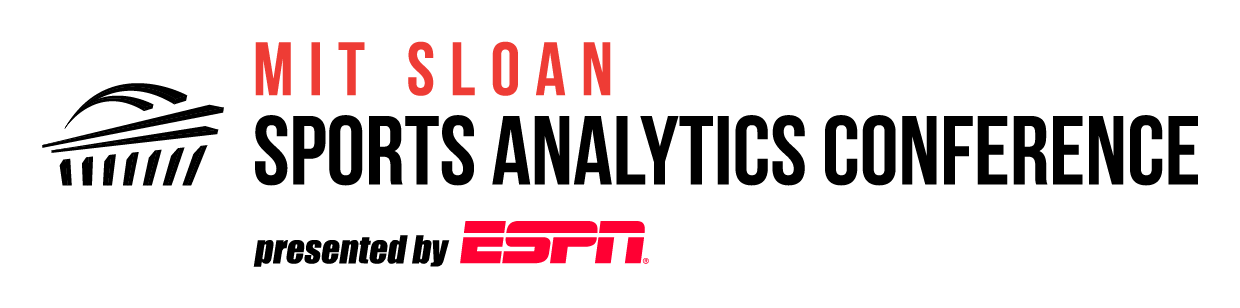 MIT SLOAN
SPORTS ANALYTICS CONFERENCE
presented by ESPN®